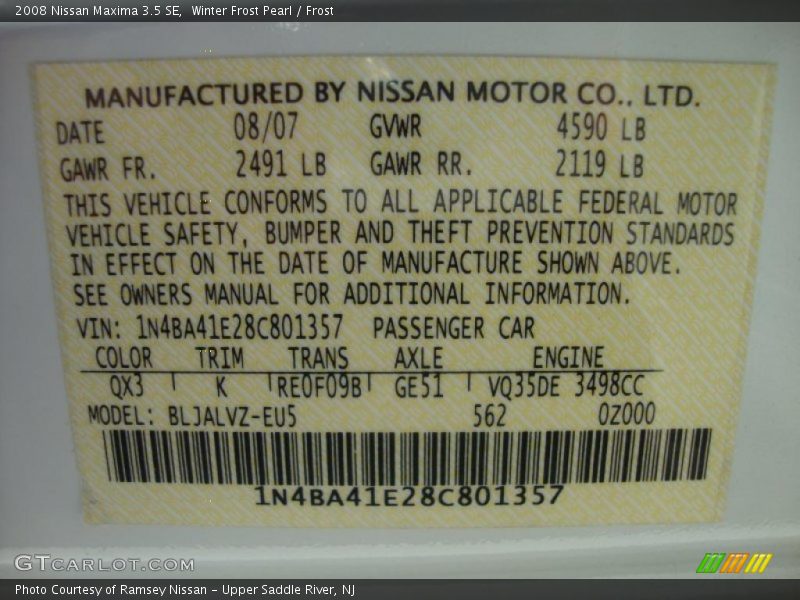 2008 Nissan Maxima 3.5 SE,  Winter Frost Pearl / Frost
MANUFACTURED BY NISSAN MOTOR CO., LTD.
DATE 08/07 GVWR 4590 LB
GAWR FR. 2491 LB GAWR RR. 2119 LB
THIS VEHICLE CONFORMS TO ALL APPLICABLE FEDERAL MOTOR
VEHICLE SAFETY, BUMPER AND THEFT PREVENTION STANDARDS
IN EFFECT ON THE DATE OF MANUFACTURE SHOWN ABOVE.
SEE OWNERS MANUAL FOR ADDITIONAL INFORMATION.
VIN: 1N4BA41E28C801357 PASSENGER CAR
COLOR TRIM TRANS AXLE ENGINE
QX3 K RE0F09B GE51 VQ35DE 3498CC
MODEL: BLJALVZ-EU5 562 0Z000
1N4BA41E28C801357
GTCARLOT.COM
Photo Courtesy of Ramsey Nissan - Upper Saddle River, NJ